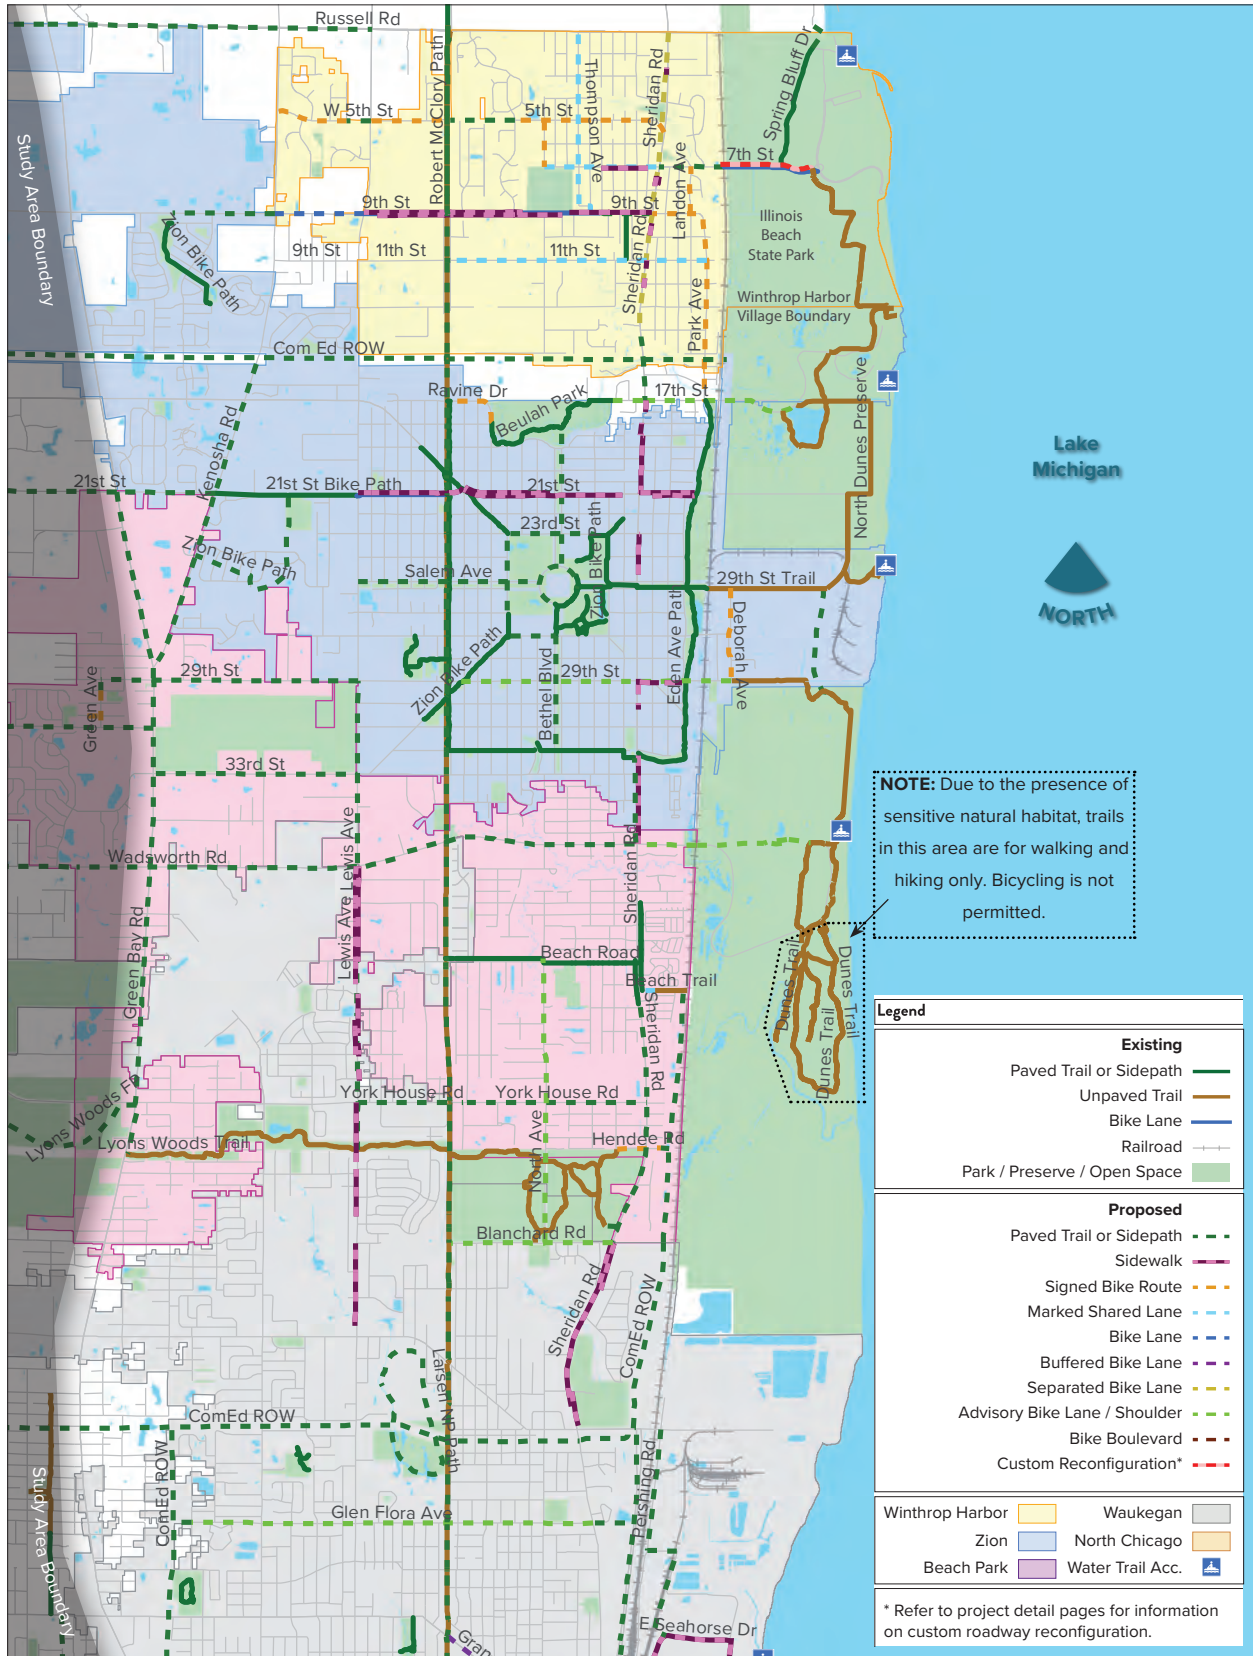 Russell Rd
Robert McClory Path
Thompson Ave
Sheridan Rd
Spring Bluff Dr
W 5th St
5th St
Study Area Boundary
7th St
Landon Ave
9th St
9th St
Zion Bike Path
9th St
11th St
11th St
Sheridan Rd
Illinois
Beach
State Park
Winthrop Harbor
Village Boundary
Park Ave
Com Ed ROW
Ravine Dr
Beulah Park
17th St
North Dunes Preserve
Lake
Michigan
Kenosha Rd
21st St
21st St Bike Path
21st St
23rd St
Zion Bike Path
Zion Bike Path
Salem Ave
29th St Trail
NORTH
Deborah Ave
Eden Ave Path
Zion Bike Path
Bethel Blvd
29th St
29th St
Green Ave
33rd St
NOTE: Due to the presence of
sensitive natural habitat, trails
in this area are for walking and
hiking only. Bicycling is not
permitted.
Wadsworth Rd
Lewis Ave
Lewis Ave
Sheridan Rd
Green Bay Rd
Beach Road
Beach Trail
Sheridan Rd
Dunes Trail
Dunes Trail
Dunes Trail
Lyons Woods FP
York House Rd
York House Rd
Lyons Woods Trail
North Ave
Hendee Rd
Blanchard Rd
Sheridan Rd
ComEd ROW
Larsen NP Path
ComEd ROW
ComEd ROW
Pershing Rd
Glen Flora Ave
Study Area Boundary
E Seahorse Dr
Gran
Legend
Existing
Paved Trail or Sidepath
Unpaved Trail
Bike Lane
Railroad
Park / Preserve / Open Space
Proposed
Paved Trail or Sidepath
Sidewalk
Signed Bike Route
Marked Shared Lane
Bike Lane
Buffered Bike Lane
Separated Bike Lane
Advisory Bike Lane / Shoulder
Bike Boulevard
Custom Reconfiguration*
Winthrop Harbor
Waukegan
Zion
North Chicago
Beach Park
Water Trail Acc.
* Refer to project detail pages for information
on custom roadway reconfiguration.